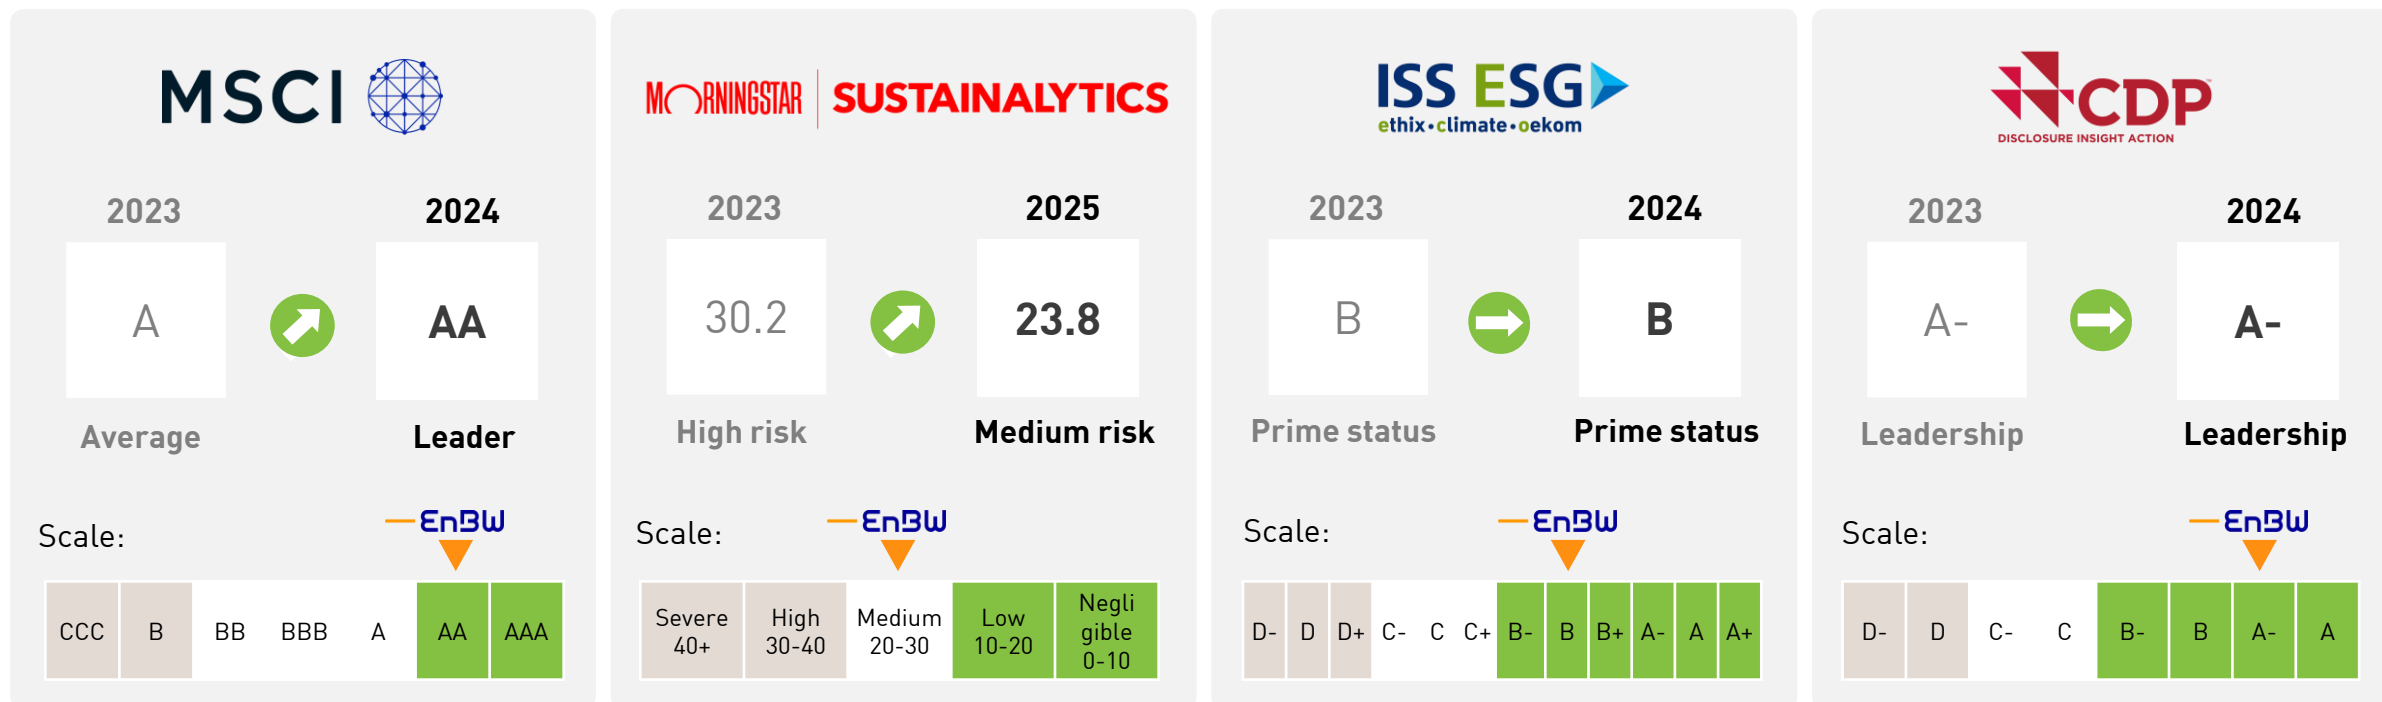 MSCI
2023
2024
A
AA
Average
Leader
Scale:
EnBW
CCC B BB BBB A AA AAA
MORNINGSTAR SUSTAINALYTICS
2023
2025
30.2
23.8
High risk
Medium risk
Scale:
EnBW
Severe
40+
High
30-40
Medium
20-30
Low
10-20
Negli
gible
0-10
ISS ESG
ethix•climate•oekom
2023
2024
B
B
Prime status
Prime status
Scale:
EnBW
D- D D+ C- C C+ B- B B+ A- A A+
CDP™
DISCLOSURE INSIGHT ACTION
2023
2024
A-
A-
Leadership
Leadership
Scale:
EnBW
D- D C- C B- B A- A